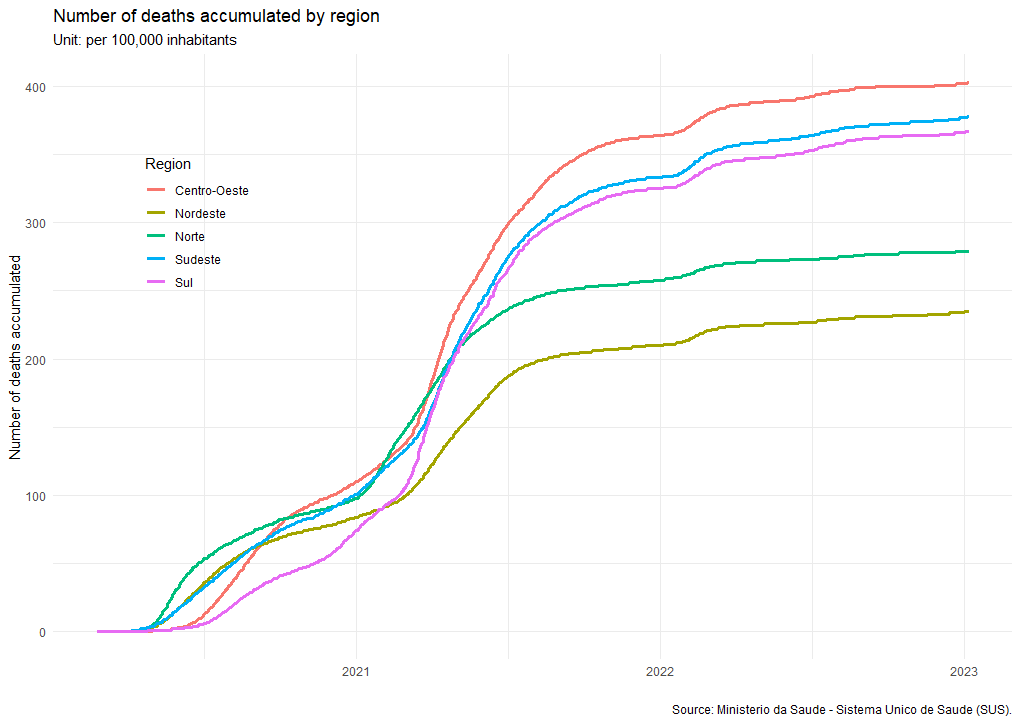 Number of deaths accumulated by region
Unit: per 100,000 inhabitants
Number of deaths accumulated
400
300
200
100
0
Region
Centro-Oeste
Nordeste
Norte
Sudeste
Sul
2021
2022
2023
Source: Ministerio da Saude - Sistema Unico de Saude (SUS).